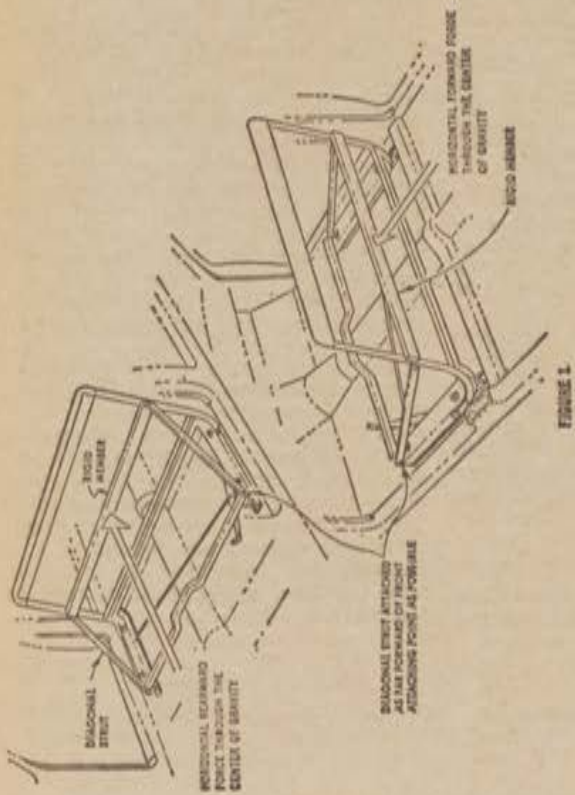 DIAGONAL
STRUT
RIGID
MEMBER
HORIZONTAL REARWARD
FORCE THROUGH THE
CENTER OF GRAVITY
DIAGONAL STRUT ATTACHED
AS FAR FORWARD OF FRONT
ATTACHING POINT AS POSSIBLE
HORIZONTAL FORWARD FORCE
THROUGH THE CENTER
OF GRAVITY
RIGID MEMBER
FIGURE 1